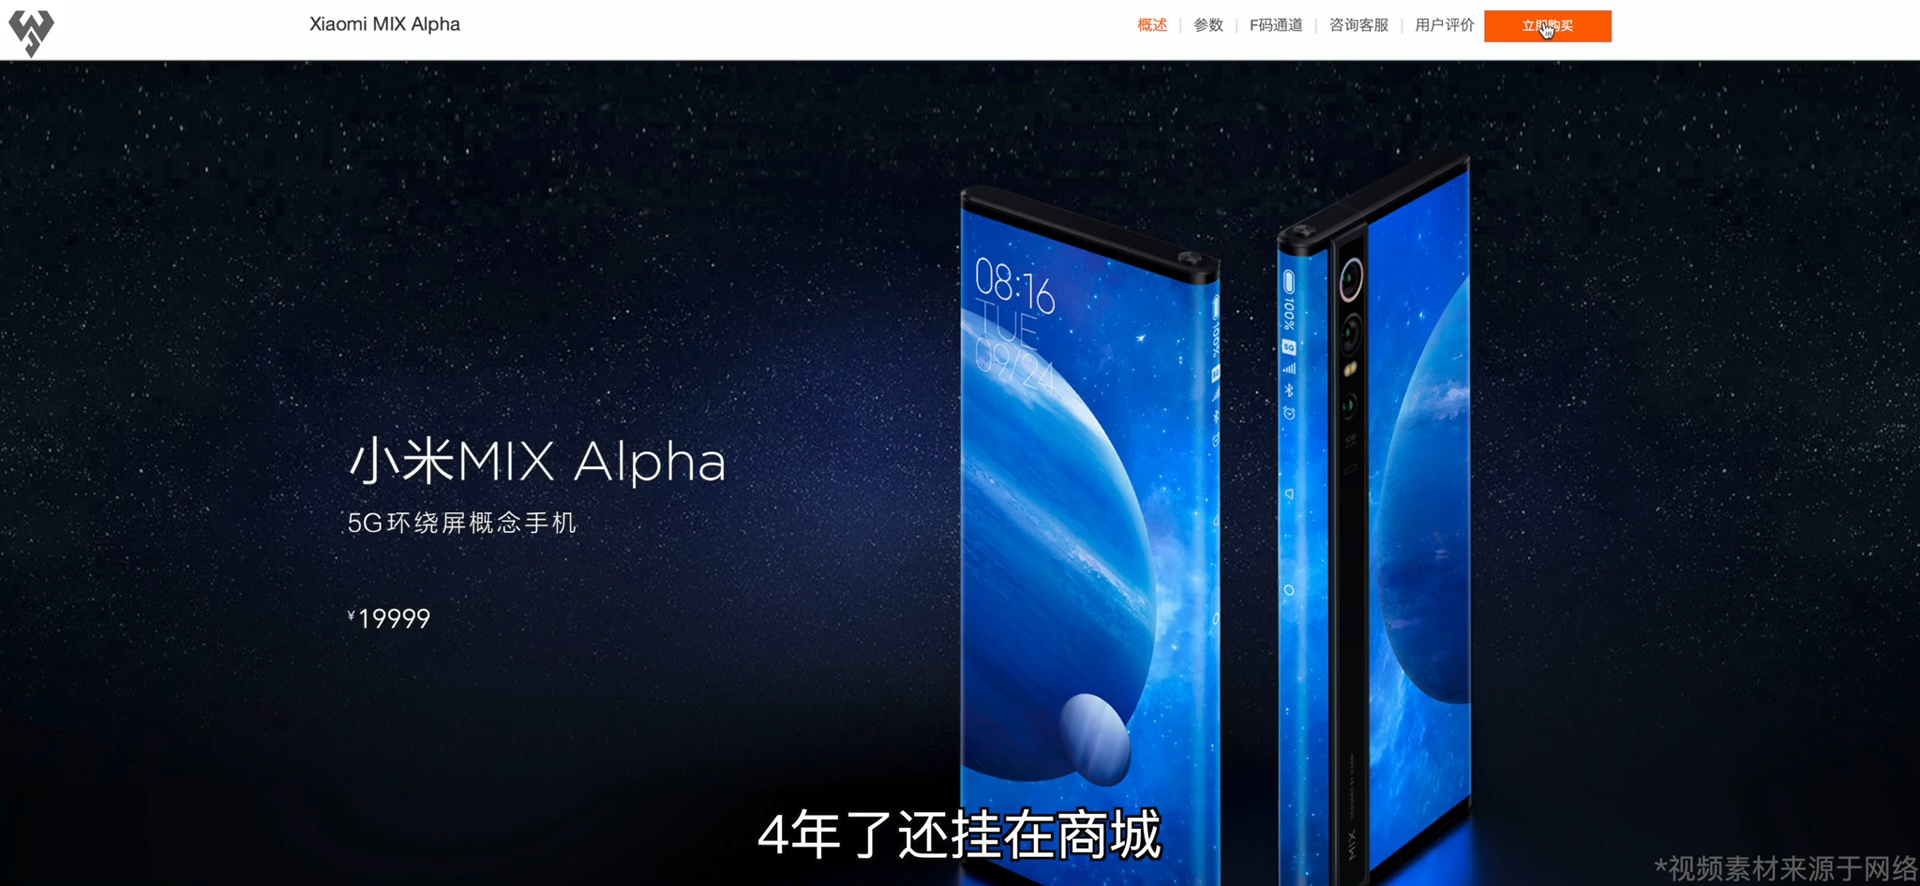 Xiaomi MIX Alpha
概述 | 参数 | F码通道 | 咨询客服 | 用户评价 立即购买
08:16
TUE
09/24
100%
100%
5G
小米MIX Alpha
5G环绕屏概念手机
¥19999
MIX
4年了还挂在商城
*视频素材来源于网络